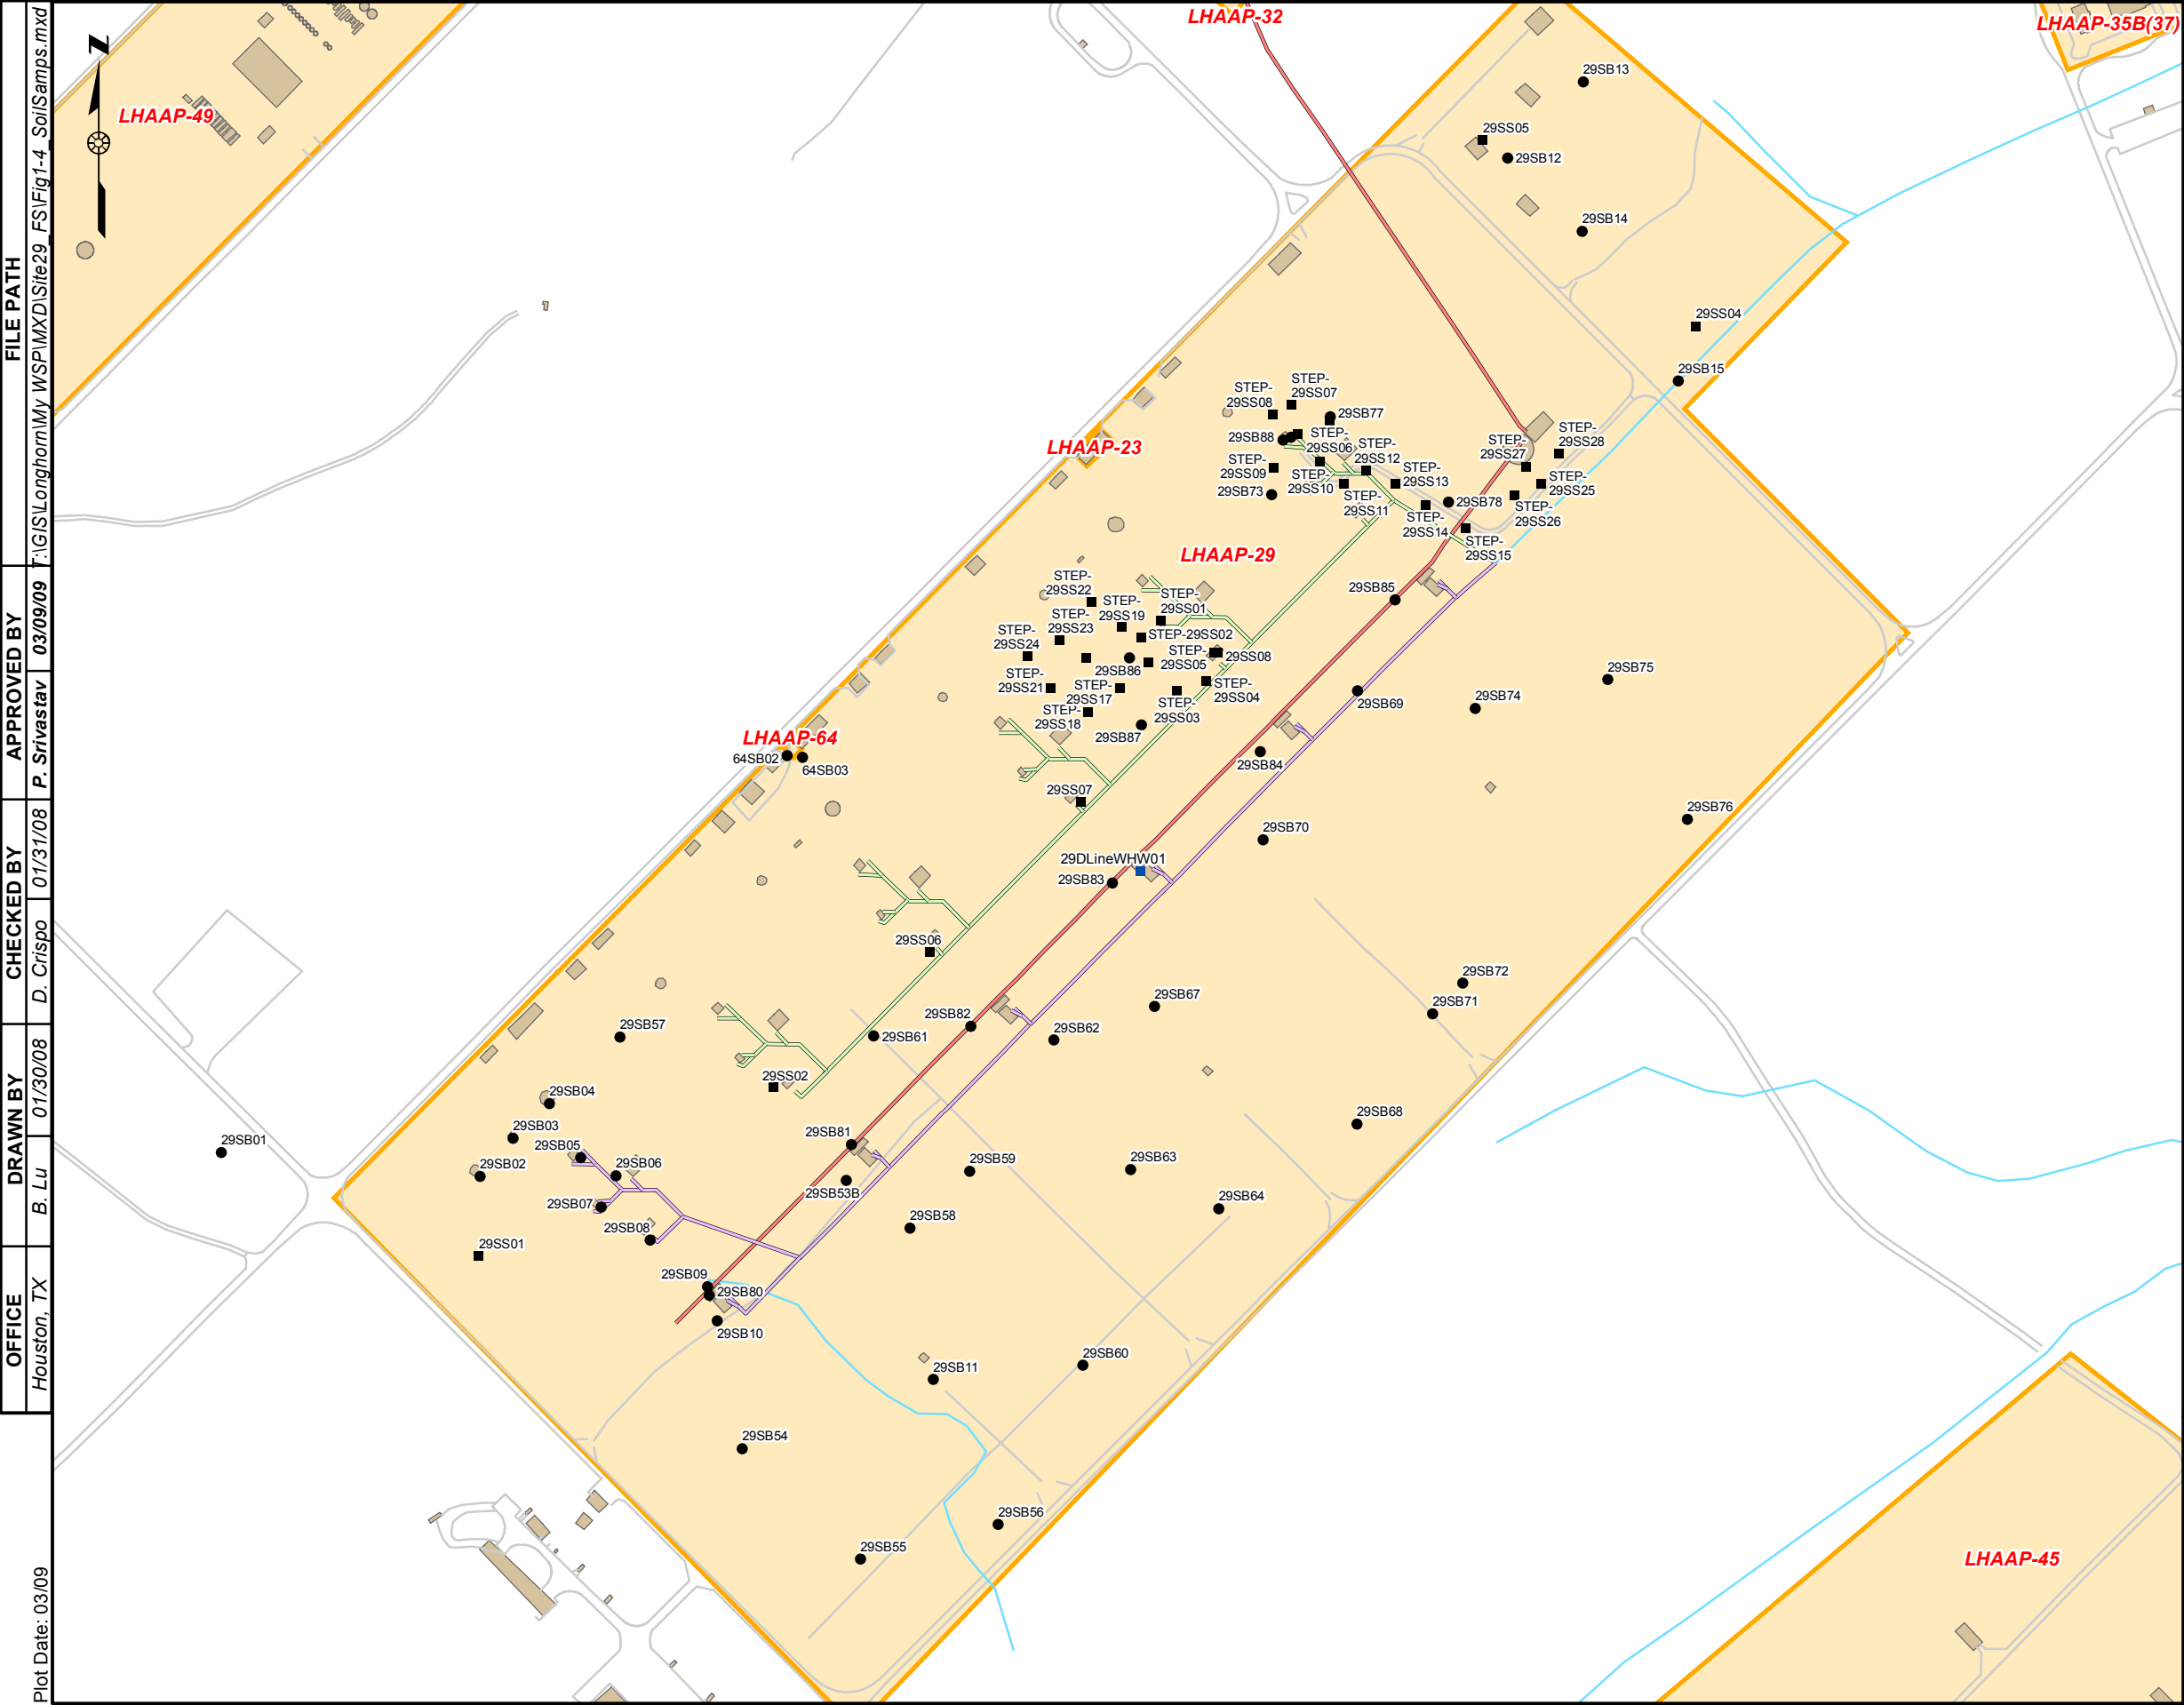 FILE PATH
T:\GIS\Longhorn\My WSP\MXD\Site29_FS\Fig1-4_SoilSamps.mxd
APPROVED BY
P. Srivastav
03/09/09
CHECKED BY
D. Crispo
01/31/08
DRAWN BY
B. Lu
01/30/08
OFFICE
Houston, TX
Plot Date: 03/09
N
LHAAP-32
LHAAP-35B(37)
LHAAP-49
29SB13
29SS05
29SB12
29SB14
29SS04
29SB15
STEP-
29SS07
STEP-
29SS08
29SB77
29SB88
STEP-
29SS06
STEP-
29SS12
STEP-
29SS28
STEP-
29SS27
LHAAP-23
STEP-
29SS09
STEP-
29SS10
STEP-
29SS13
STEP-
29SS25
29SB73
STEP-
29SS11
29SB78
STEP-
29SS26
STEP-
29SS14
STEP-
29SS15
LHAAP-29
STEP-
29SS22
29SB85
STEP-
29SS19
STEP-
29SS01
STEP-
29SS23
STEP-29SS02
STEP-
29SS24
STEP-
29SS05
29SS08
29SB86
STEP-
29SS21
STEP-
29SS17
STEP-
29SS04
STEP-
29SS18
STEP-
29SS03
29SB87
29SB75
29SB74
29SB69
LHAAP-64
64SB02
64SB03
29SB84
29SS07
29SB76
29SB70
29DLineWHW01
29SB83
29SS06
29SB72
29SB71
29SB67
29SB82
29SB62
29SB61
29SB57
29SS02
29SB04
29SB03
29SB01
29SB05
29SB02
29SB06
29SB07
29SB08
29SS01
29SB81
29SB53B
29SB59
29SB63
29SB68
29SB64
29SB58
29SB09
29SB80
29SB10
29SB11
29SB60
29SB54
29SB56
29SB55
LHAAP-45